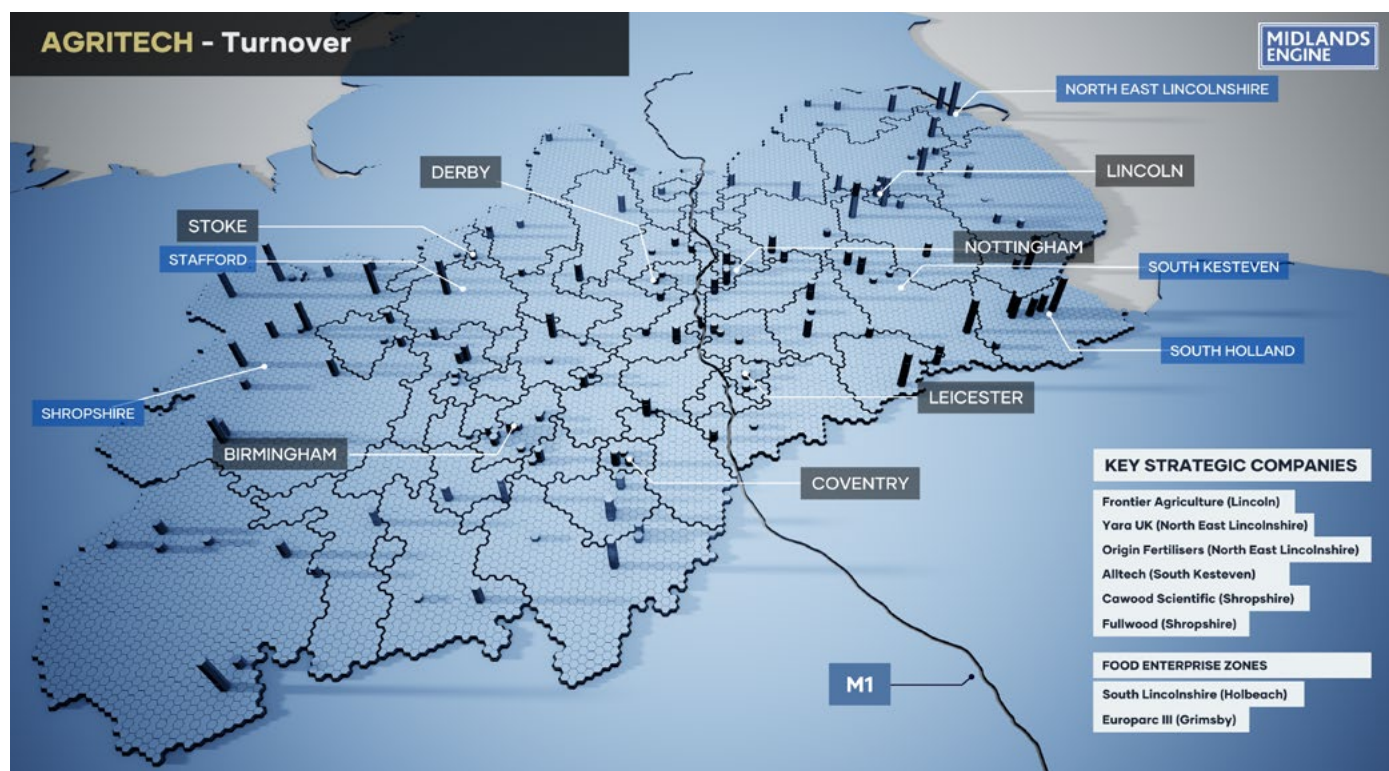 AGRITECH - Turnover
MIDLANDS
ENGINE
NORTH EAST LINCOLNSHIRE
DERBY
LINCOLN
STOKE
NOTTINGHAM
STAFFORD
SOUTH KESTEVEN
SOUTH HOLLAND
LEICESTER
SHROPSHIRE
BIRMINGHAM
COVENTRY
M1
KEY STRATEGIC COMPANIES
Frontier Agriculture (Lincoln)
Yara UK (North East Lincolnshire)
Origin Fertilisers (North East Lincolnshire)
Alltech (South Kesteven)
Cawood Scientific (Shropshire)
Fullwood (Shropshire)
FOOD ENTERPRISE ZONES
South Lincolnshire (Holbeach)
Europarc III (Grimsby)